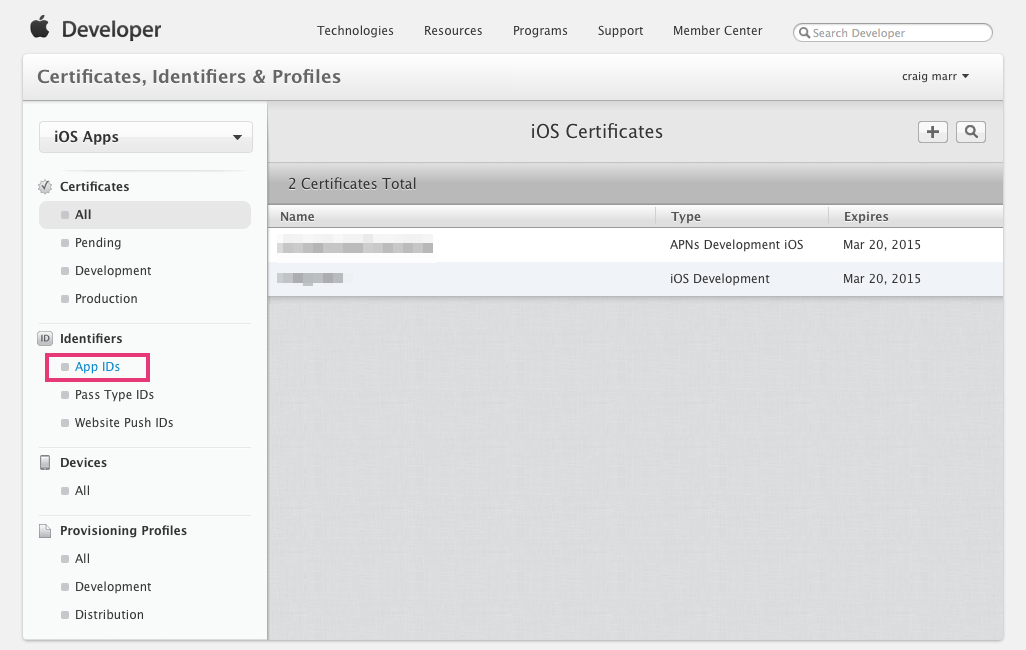 Developer
Technologies Resources Programs Support Member Center Search Developer
Certificates, Identifiers & Profiles
craig marr
iOS Apps
Certificates
All
Pending
Development
Production
ID Identifiers
App IDs
Pass Type IDs
Website Push IDs
Devices
All
Provisioning Profiles
All
Development
Distribution
iOS Certificates
2 Certificates Total
Name Type Expires
APNs Development iOS Mar 20, 2015
iOS Development Mar 20, 2015